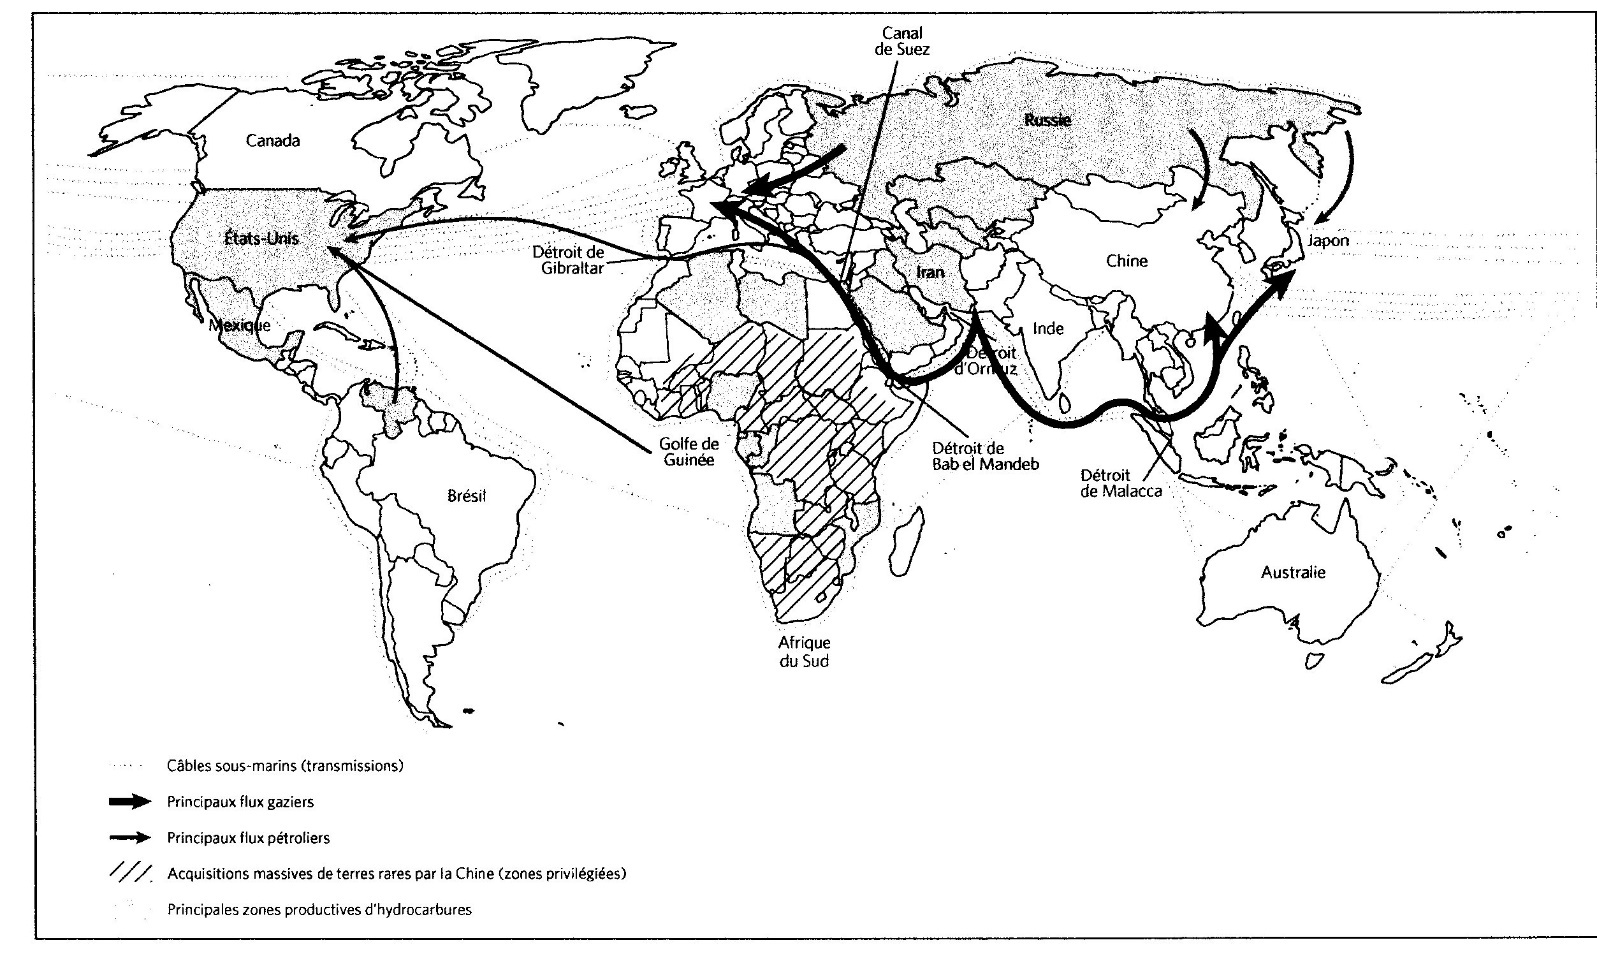 Canal
de Suez
Russie
Canada
États-Unis
Détroit de
Gibraltar
Japon
Iran
Chine
Mexique
Inde
Détroit
d'Ormuz
Golfe de
Guinée
Détroit de
Bab el Mandeb
Détroit
de Malacca
Brésil
Australie
Afrique
du Sud
Câbles sous-marins (transmissions)
Principaux flux gaziers
Principaux flux pétroliers
Acquisitions massives de terres rares par la Chine (zones privilégiées)
Principales zones productives d'hydrocarbures